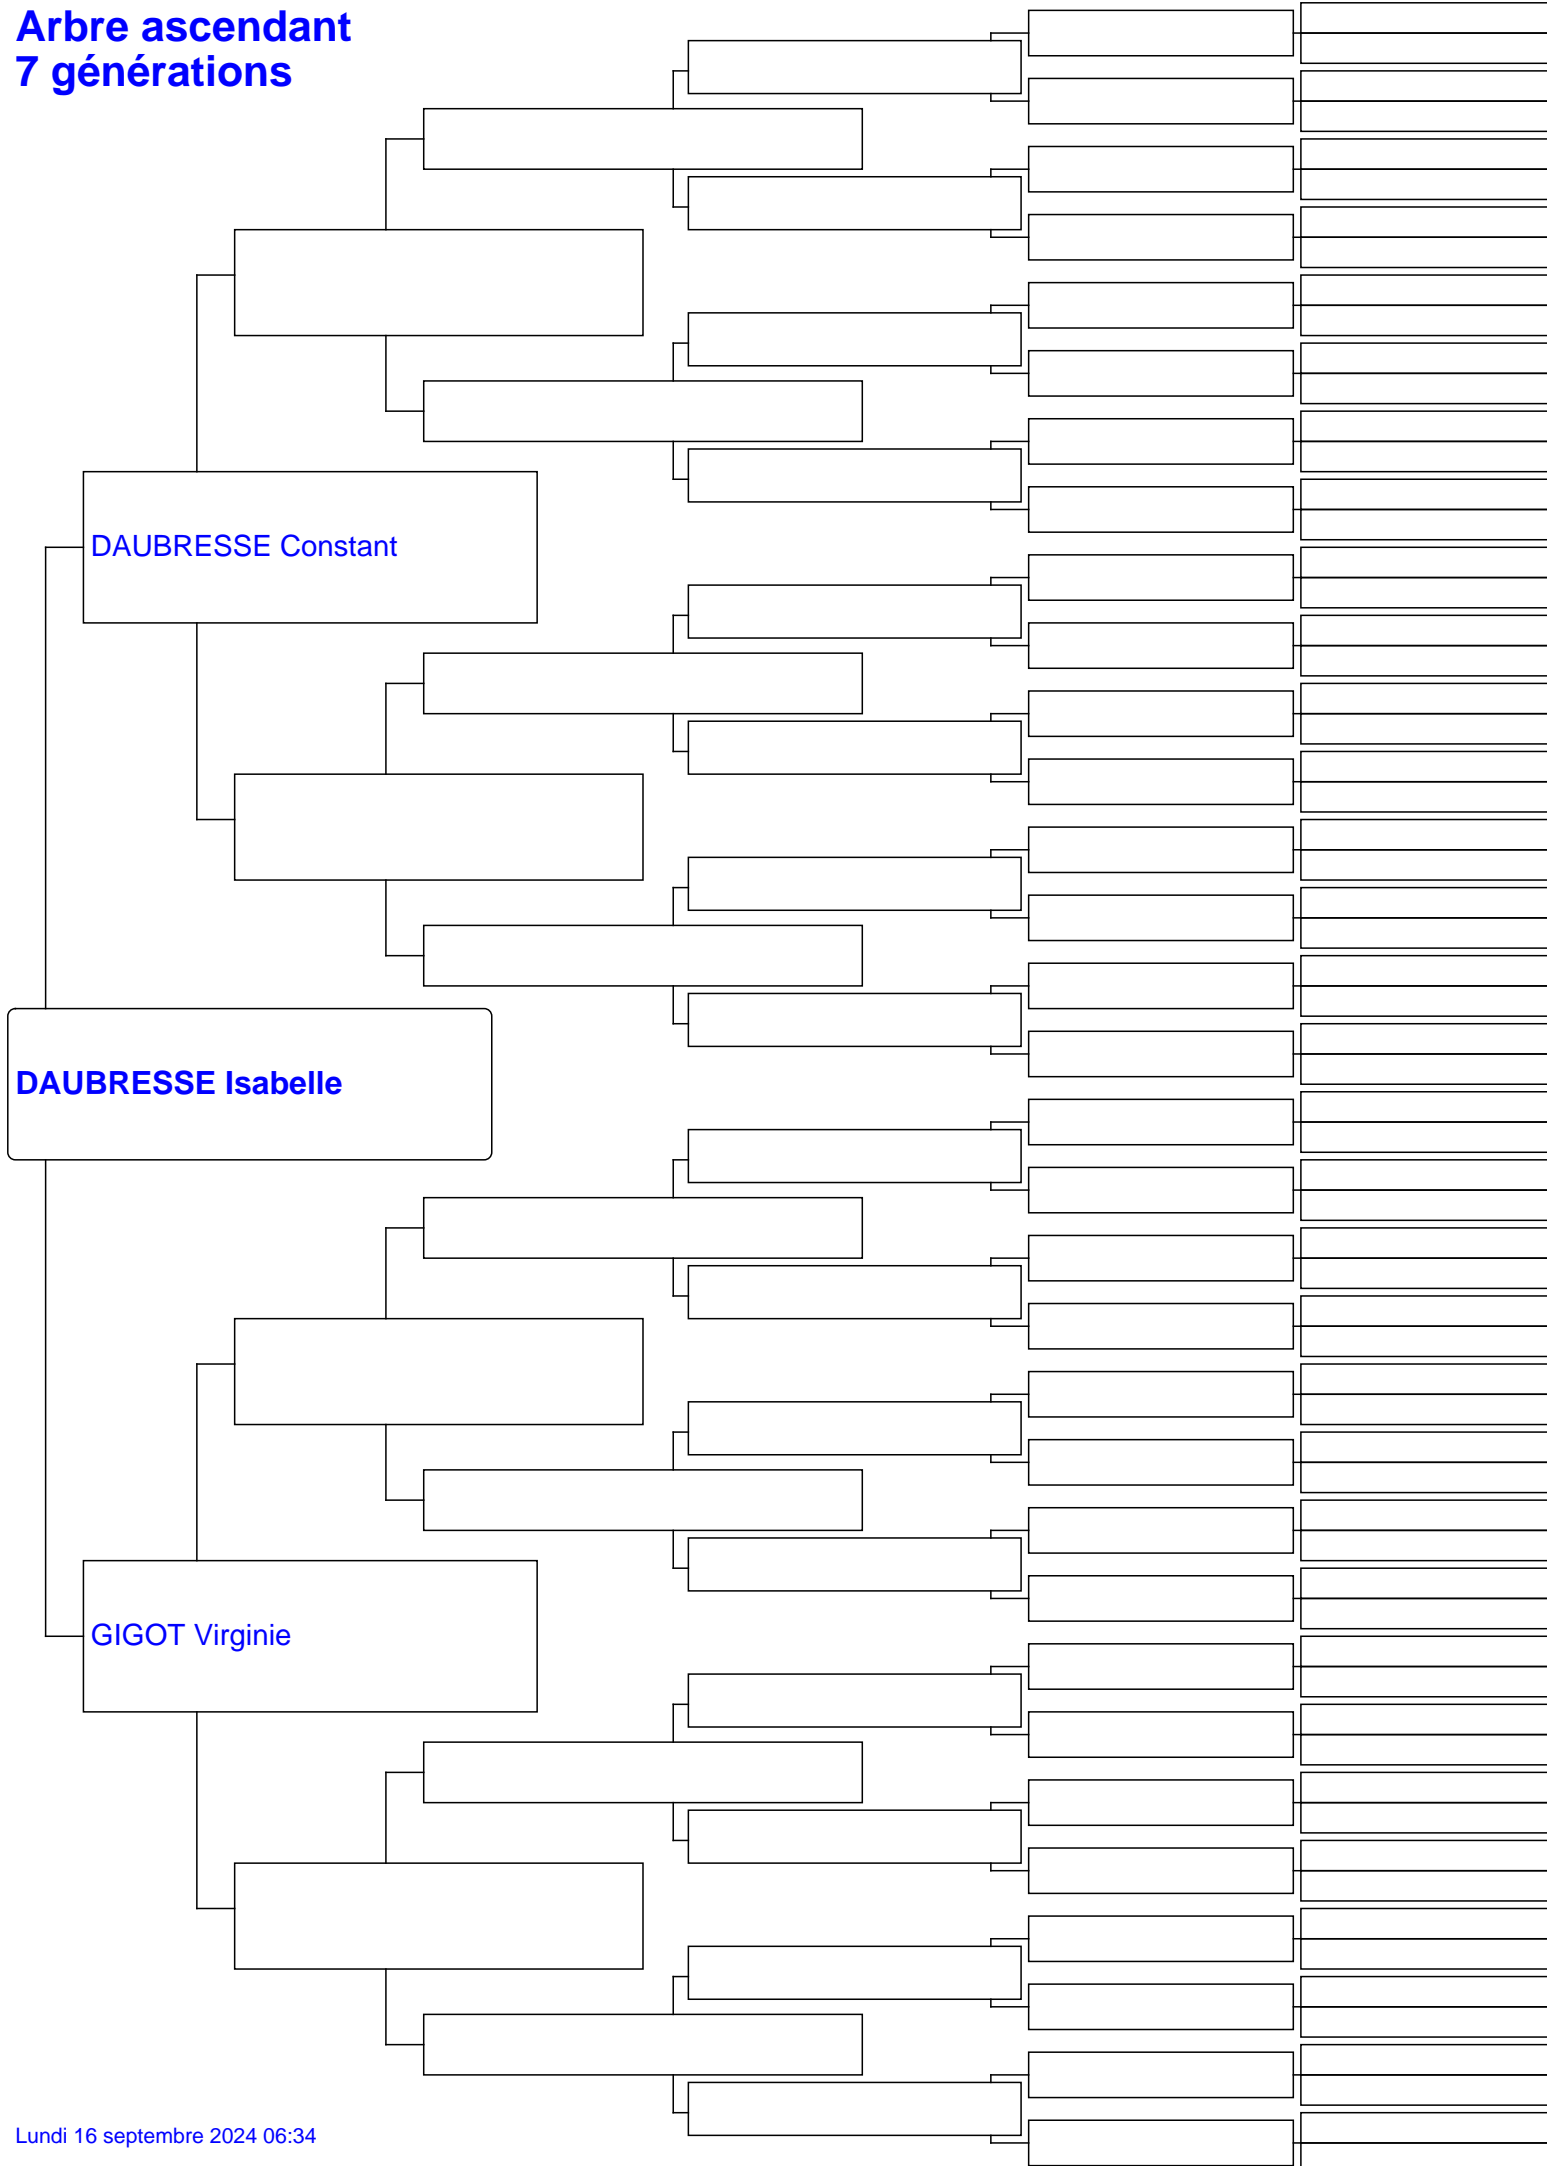 Arbre ascendant
7 générations
DAUBRESSE Constant
DAUBRESSE Isabelle
GIGOT Virginie
Lundi 16 septembre 2024 06:34